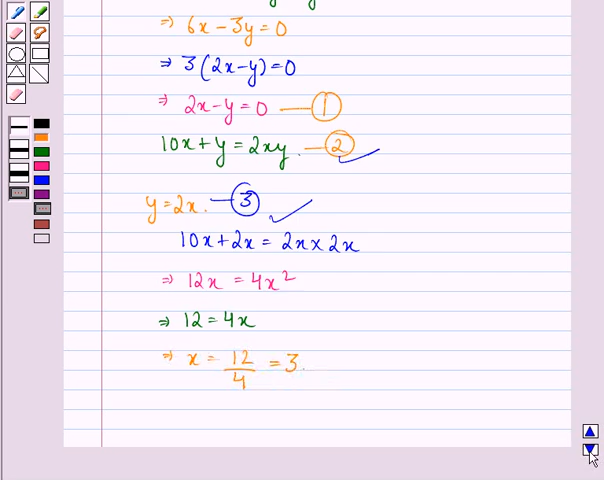 ⇒ 6x - 3y = 0
⇒ 3(2x-y) = 0
⇒ 2x-y = 0 — ①
10x + y = 2xy. — ②
y = 2x. — ③
10x + 2x = 2x × 2x
⇒ 12x = 4x²
⇒ 12 = 4x
⇒ x = 12/4 = 3.